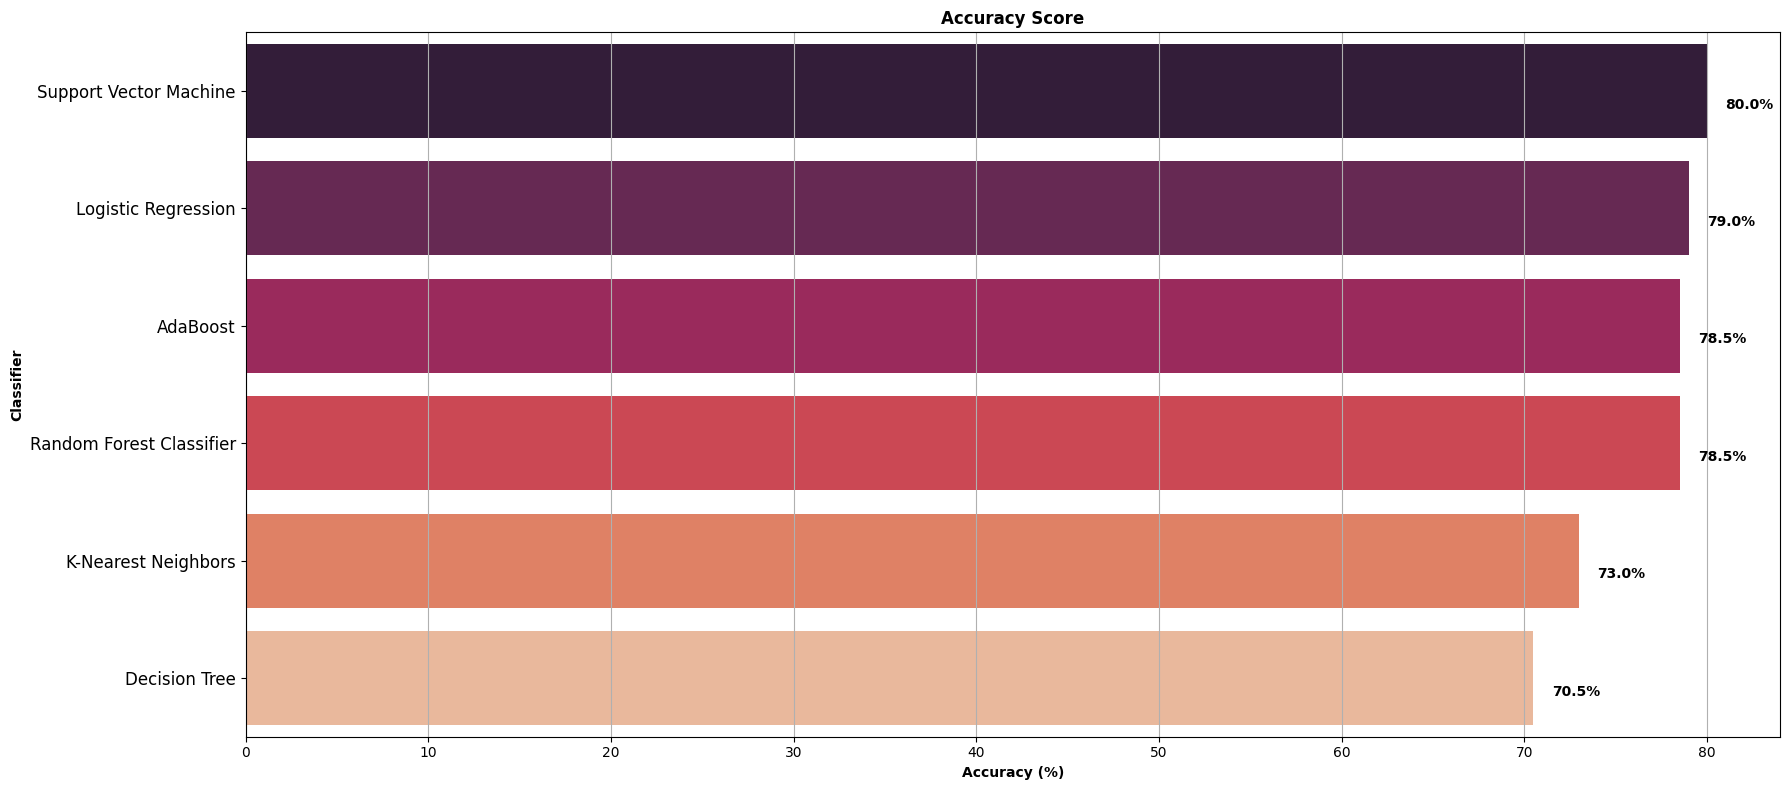 Accuracy Score
Classifier
Support Vector Machine 80.0%
Logistic Regression 79.0%
AdaBoost 78.5%
Random Forest Classifier 78.5%
K-Nearest Neighbors 73.0%
Decision Tree 70.5%
0 10 20 30 40 50 60 70 80
Accuracy (%)